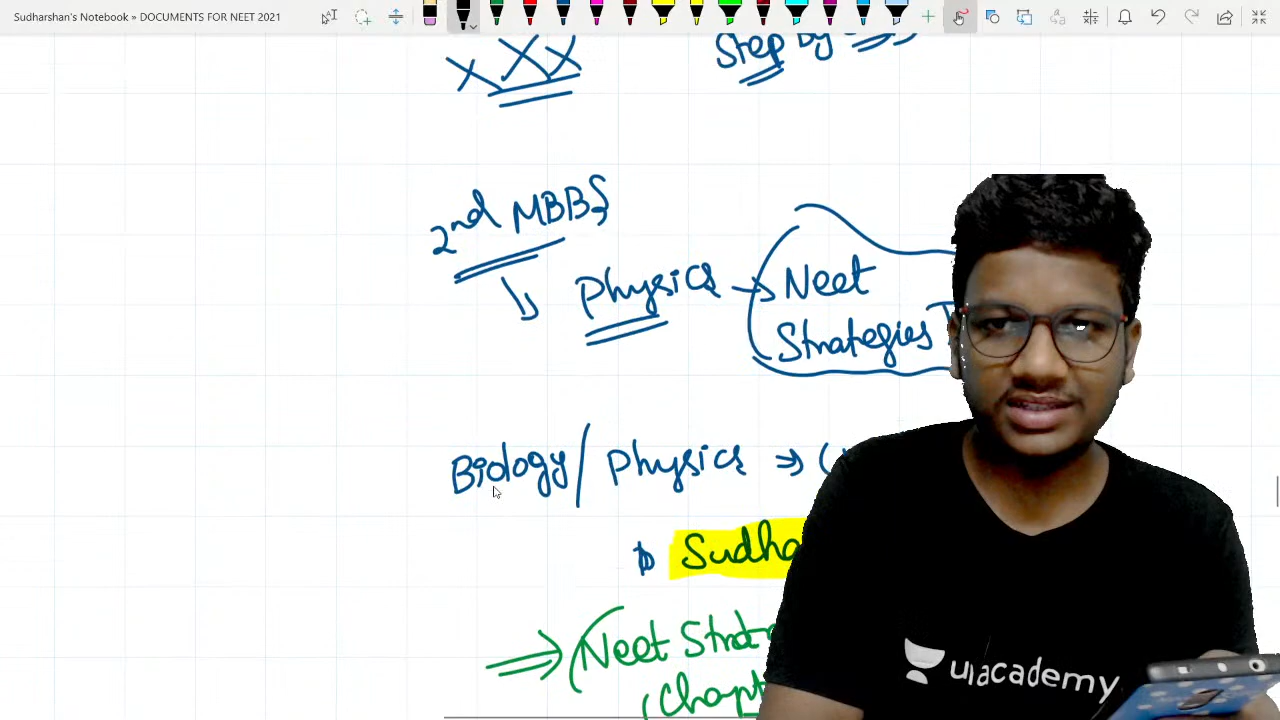 Sudharshan's Notebook » DOCUMENTS FOR NEET 2021
XXX
Step by
2nd MBBS
Physics → Neet
Strategies
Biology / Physics ⇒ (
Sudha
⇒ (Neet Strat
(Chapt
unacademy